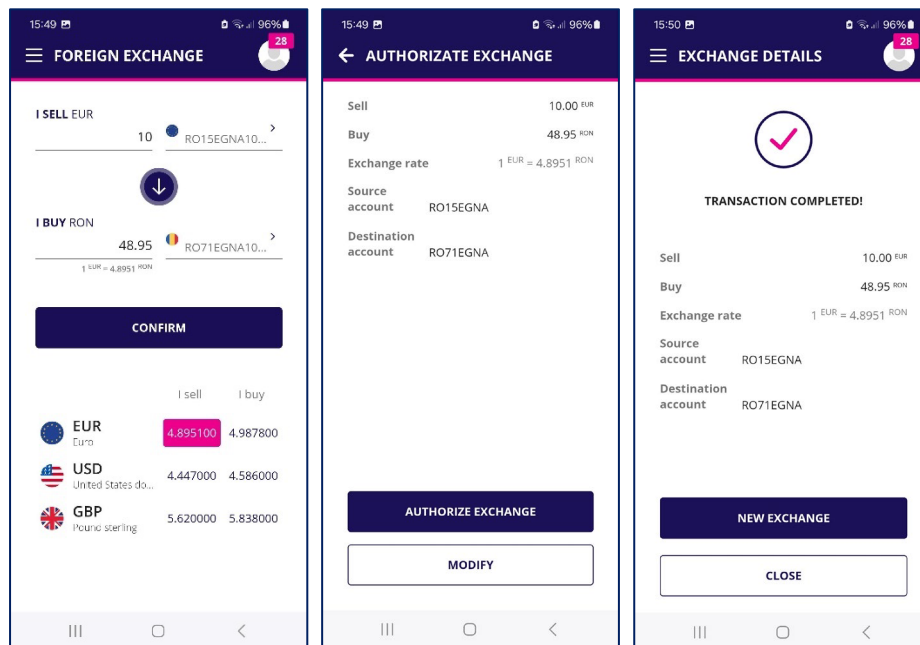 15:49 96%
28
FOREIGN EXCHANGE
I SELL EUR
10 RO15EGNA10... >
I BUY RON
48.95 RO71EGNA10... >
1 EUR = 4.8951 RON
CONFIRM
I sell I buy
EUR 4.895100 4.987800
Euro
USD 4.447000 4.586000
United States do...
GBP 5.620000 5.838000
Pound sterling
15:49 96%
AUTHORIZATE EXCHANGE
Sell 10.00 EUR
Buy 48.95 RON
Exchange rate 1 EUR = 4.8951 RON
Source
account RO15EGNA
Destination
account RO71EGNA
AUTHORIZE EXCHANGE
MODIFY
15:50 96%
28
EXCHANGE DETAILS
TRANSACTION COMPLETED!
Sell 10.00 EUR
Buy 48.95 RON
Exchange rate 1 EUR = 4.8951 RON
Source
account RO15EGNA
Destination
account RO71EGNA
NEW EXCHANGE
CLOSE